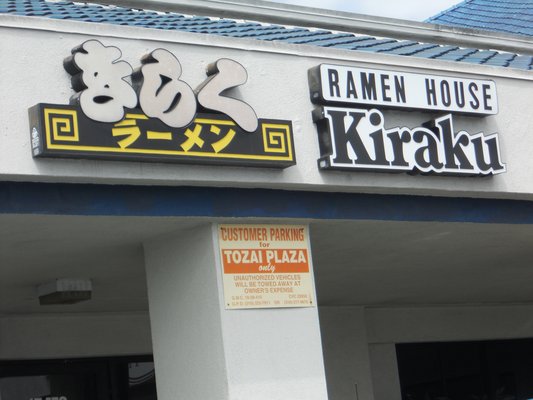 きらく
ラーメン
RAMEN HOUSE
Kiraku
CUSTOMER PARKING
for
TOZAI PLAZA
only
UNAUTHORIZED VEHICLES
WILL BE TOWED AWAY AT
OWNER'S EXPENSE